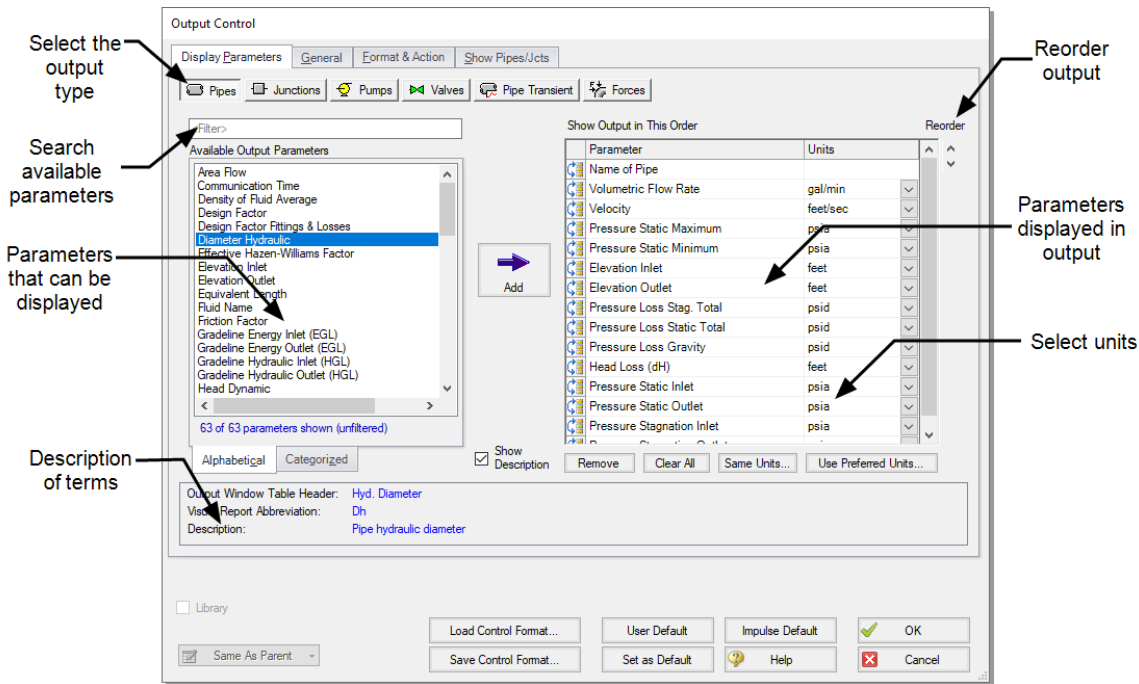 Output Control
Select the
output
type
Display Parameters
General
Format & Action
Show Pipes/Jcts
Reorder
output
Pipes
Junctions
Pumps
Valves
Pipe Transient
Forces
<Filter>
Show Output in This Order
Reorder
Search
available
parameters
Available Output Parameters
Area Flow
Communication Time
Density of Fluid Average
Design Factor
Design Factor Fittings & Losses
Diameter Hydraulic
Effective Hazen-Williams Factor
Elevation Inlet
Elevation Outlet
Equivalent Length
Fluid Name
Friction Factor
Gradeline Energy Inlet (EGL)
Gradeline Energy Outlet (EGL)
Gradeline Hydraulic Inlet (HGL)
Gradeline Hydraulic Outlet (HGL)
Head Dynamic
63 of 63 parameters shown (unfiltered)
Alphabetical
Categorized
Parameters
that can be
displayed
Add
Show
Description
Parameter Units
Name of Pipe
Volumetric Flow Rate gal/min
Velocity feet/sec
Pressure Static Maximum psia
Pressure Static Minimum psia
Elevation Inlet feet
Elevation Outlet feet
Pressure Loss Stag. Total psid
Pressure Loss Static Total psid
Pressure Loss Gravity psid
Head Loss (dH) feet
Pressure Static Inlet psia
Pressure Static Outlet psia
Pressure Stagnation Inlet psia
Parameters
displayed in
output
Select units
Remove
Clear All
Same Units...
Use Preferred Units...
Description
of terms
Output Window Table Header: Hyd. Diameter
Visual Report Abbreviation: Dh
Description: Pipe hydraulic diameter
Library
Same As Parent
Load Control Format...
User Default
Impulse Default
OK
Save Control Format...
Set as Default
Help
Cancel